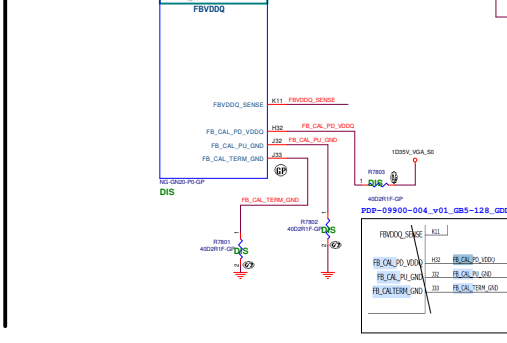 FBVDDQ
FBVDDQ_SENSE K11 FBVDDQ_SENSE
FB_CAL_PD_VDDQ H32 FB_CAL_PD_VDDQ
FB_CAL_PU_GND J32 FB_CAL_PU_GND
FB_CAL_TERM_GND J33
GP
1D35V_VGA_S0
NG-GN20-P0-GP
DIS
R7803
1 DIS
40D2R1F-GP
FB_CAL_TERM_GND
R7802
40D2R1F-GP DIS
R7801
40D2R1F-GP DIS
PDP-09900-004_v01_GB5-128_GDD
FBVDDQ_SENSE K11
FB_CAL_PD_VDDQ H32 FB_CAL_PD_VDDQ
FB_CAL_PU_GND J32 FB_CAL_PU_GND
FB_CALTERM_GND J33 FB_CAL_TERM_GND